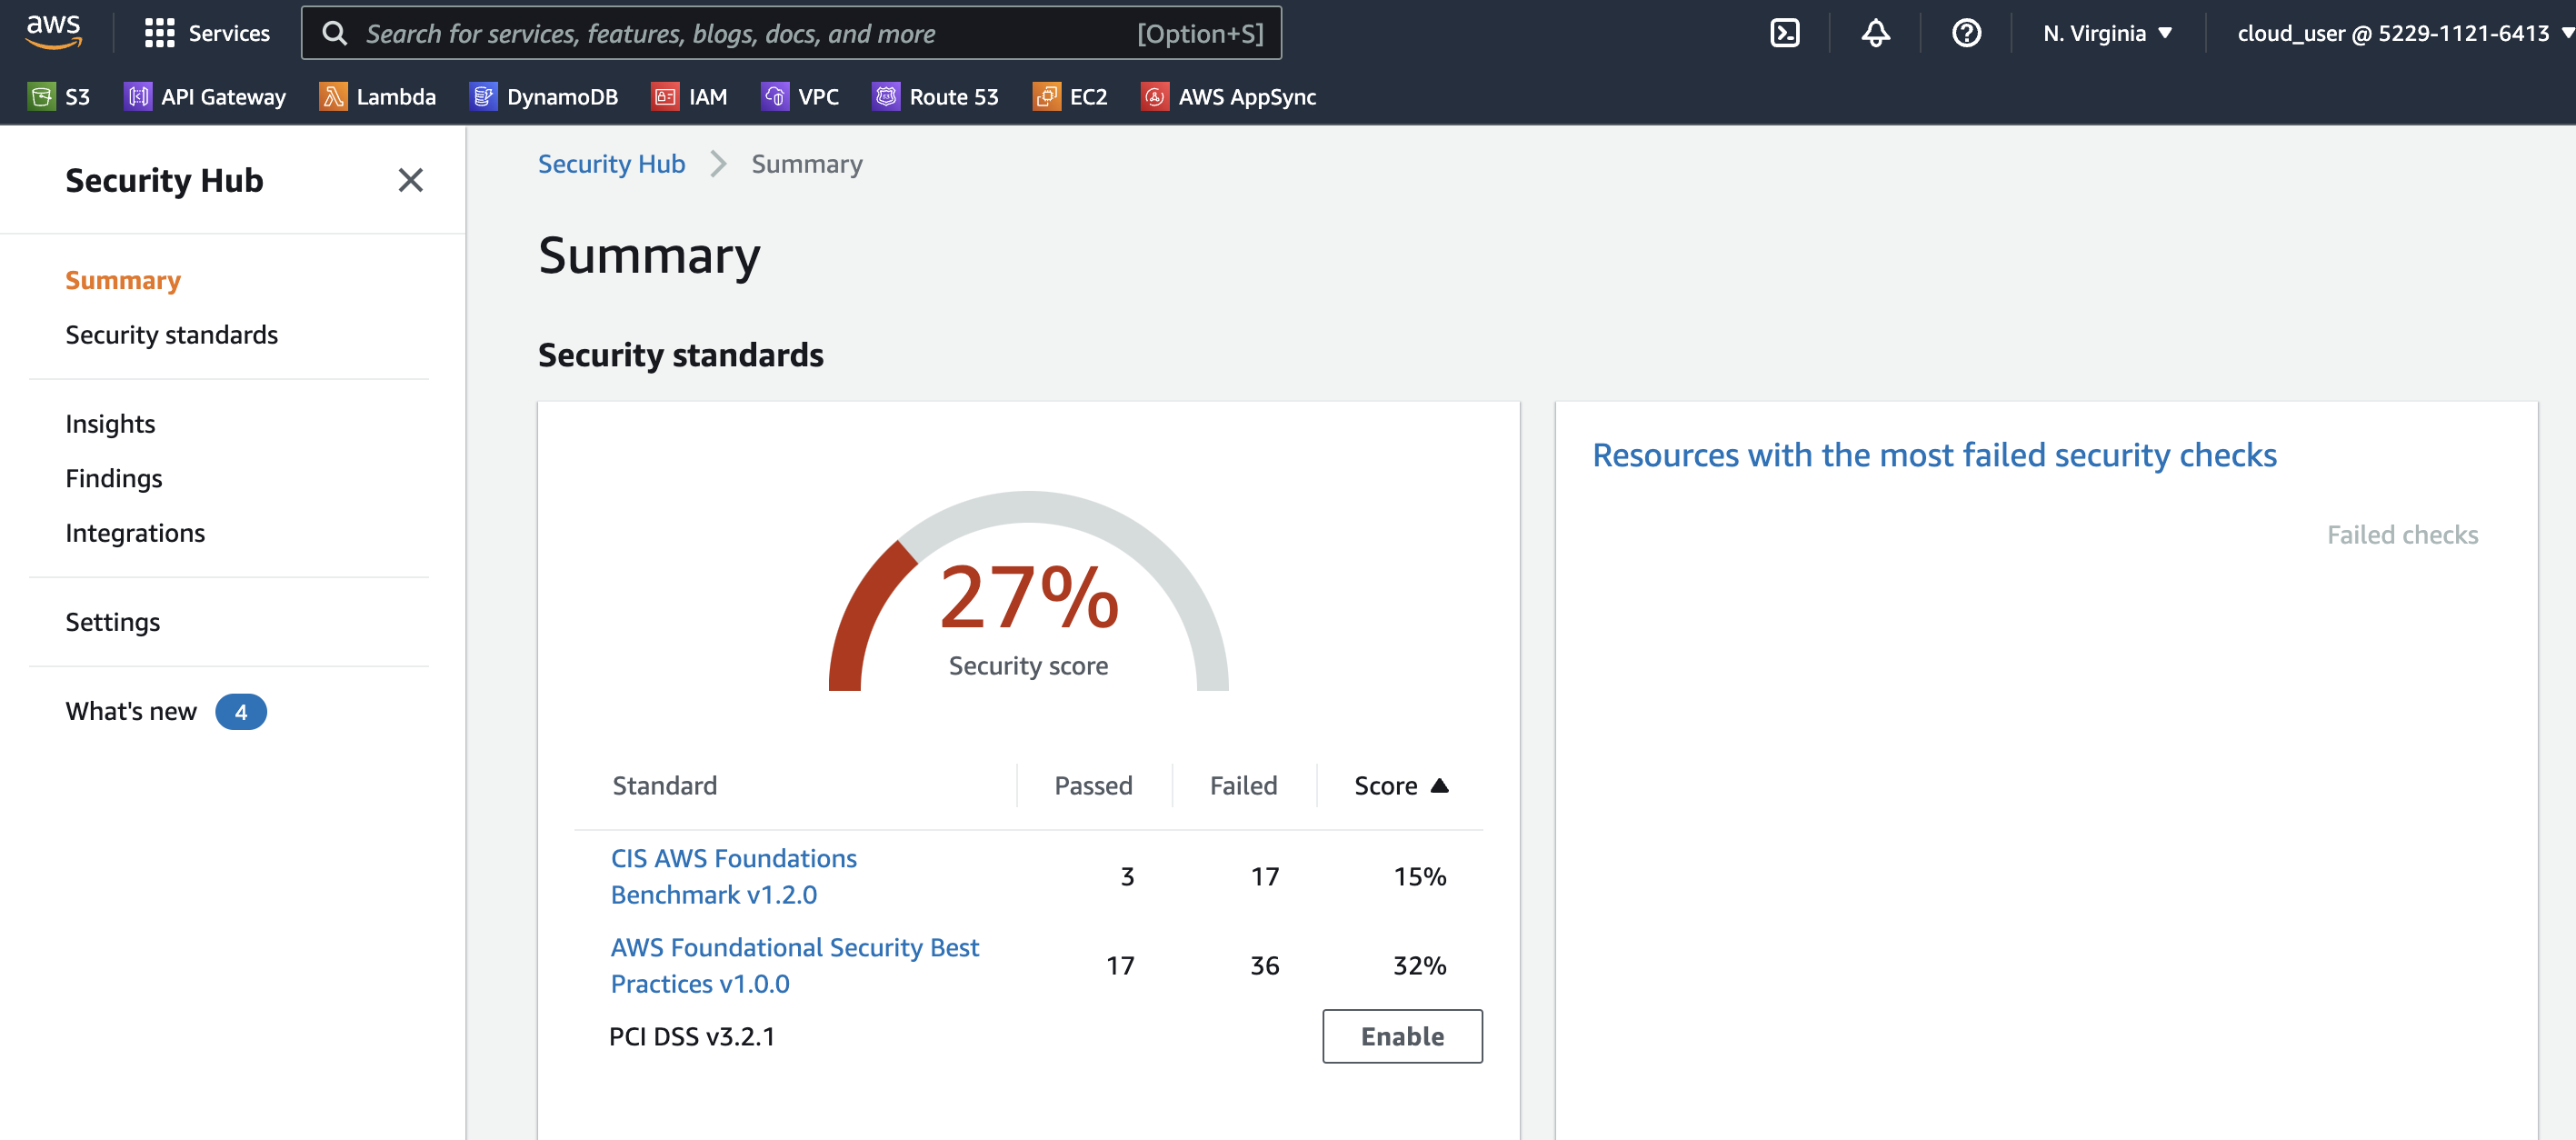 aws
Services
Search for services, features, blogs, docs, and more [Option+S]
N. Virginia ▼
cloud_user @ 5229-1121-6413 ▼
S3 API Gateway Lambda DynamoDB IAM VPC Route 53 EC2 AWS AppSync
Security Hub
Summary
Security standards
Insights
Findings
Integrations
Settings
What's new 4
Security Hub > Summary
Summary
Security standards
27%
Security score
Standard Passed Failed Score ▲
CIS AWS Foundations
Benchmark v1.2.0 3 17 15%
AWS Foundational Security Best
Practices v1.0.0 17 36 32%
PCI DSS v3.2.1 Enable
Resources with the most failed security checks
Failed checks